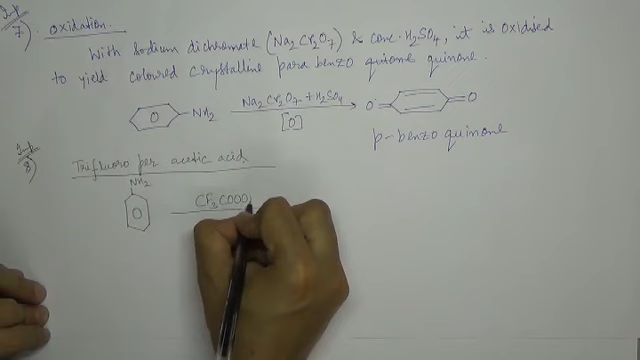 7) Oxidation.
With Sodium dichromate (Na2Cr2O7) & conc. H2SO4, it is oxidised
to yield coloured crystalline para benzo quinone.
NH2 Na2Cr2O7 + H2SO4 O O
[O]
p-benzo quinone
8) Trifluoro per acetic acid
NH2
CF3COOO